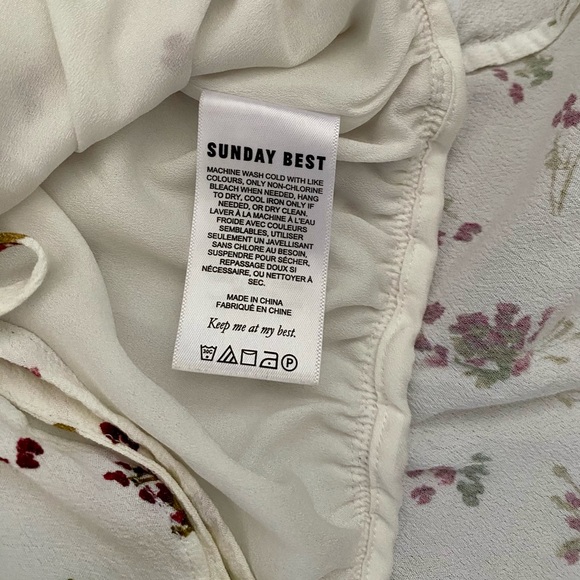 SUNDAY BEST
MACHINE WASH COLD WITH LIKE
COLOURS, ONLY NON-CHLORINE
BLEACH WHEN NEEDED, HANG
TO DRY, COOL IRON ONLY IF
NEEDED, OR DRY CLEAN.
LAVER À LA MACHINE À L'EAU
FROIDE AVEC COULEURS
SEMBLABLES, UTILISER
SEULEMENT UN JAVELLISANT
SANS CHLORE AU BESOIN,
SUSPENDRE POUR SÉCHER,
REPASSAGE DOUX SI
NÉCESSAIRE, OU NETTOYER À
SEC.
MADE IN CHINA
FABRIQUÉ EN CHINE
Keep me at my best.
30C P